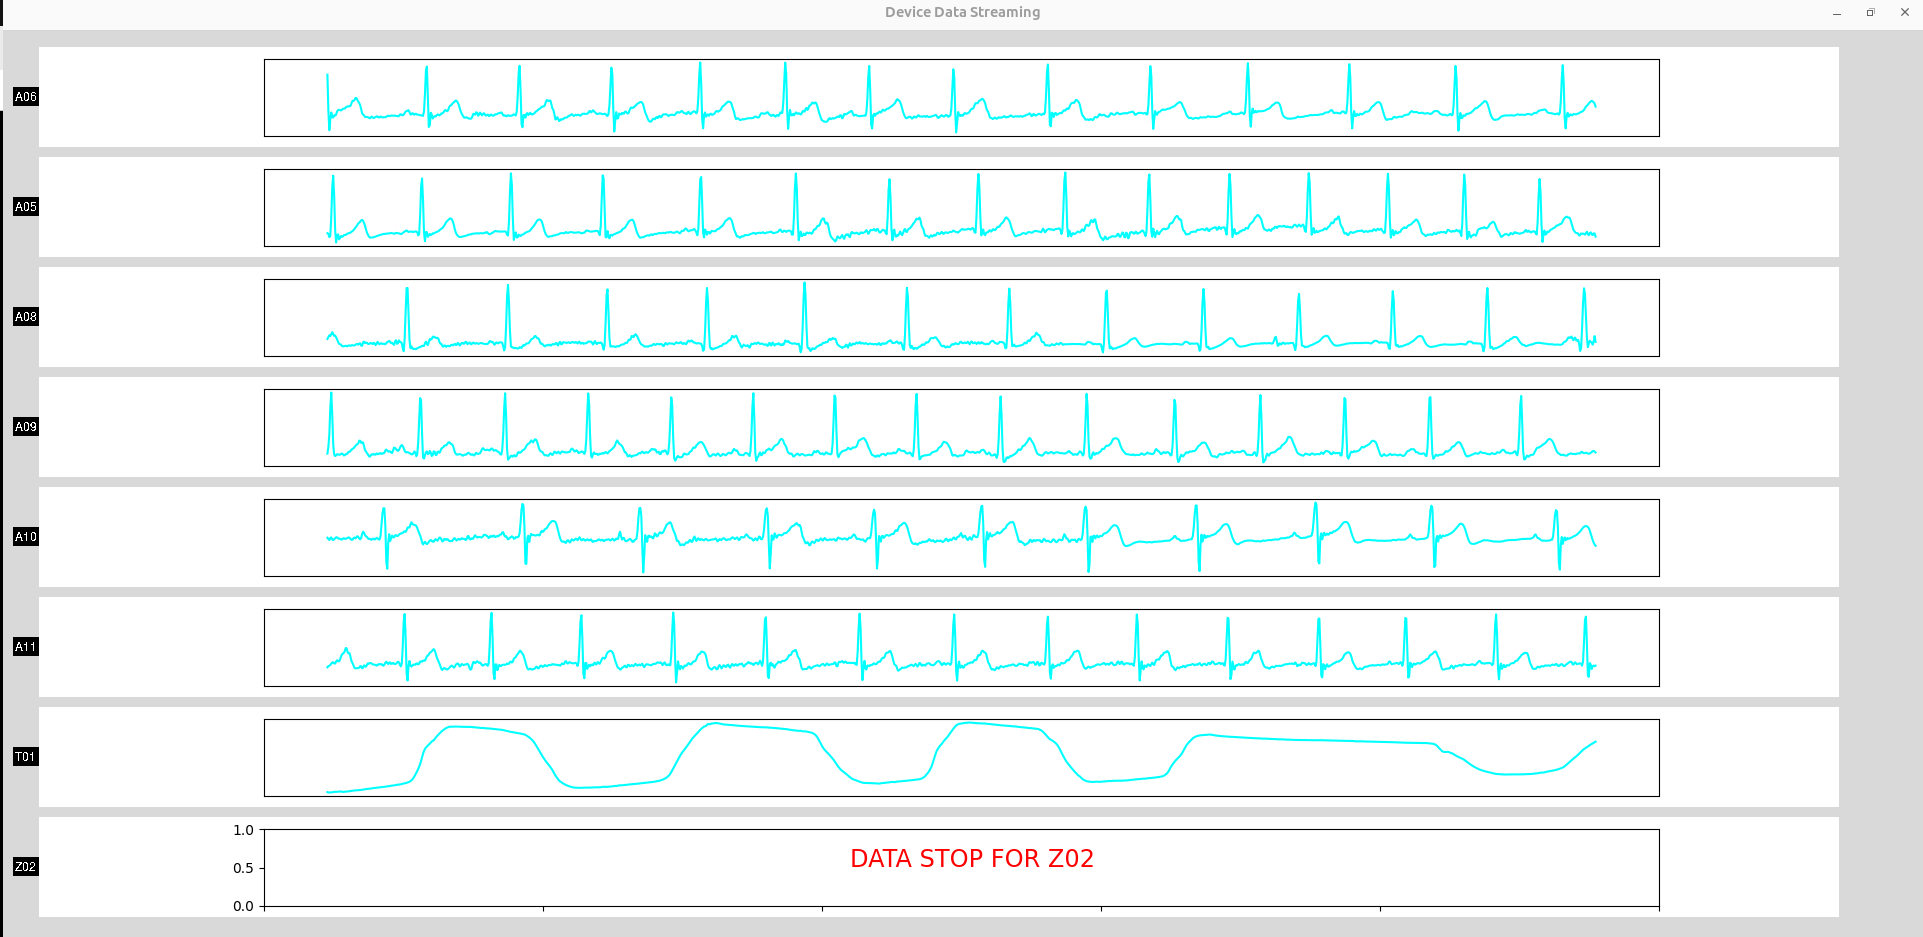 Device Data Streaming
A06
A05
A08
A09
A10
A11
T01
Z02
1.0
0.5
0.0
DATA STOP FOR Z02